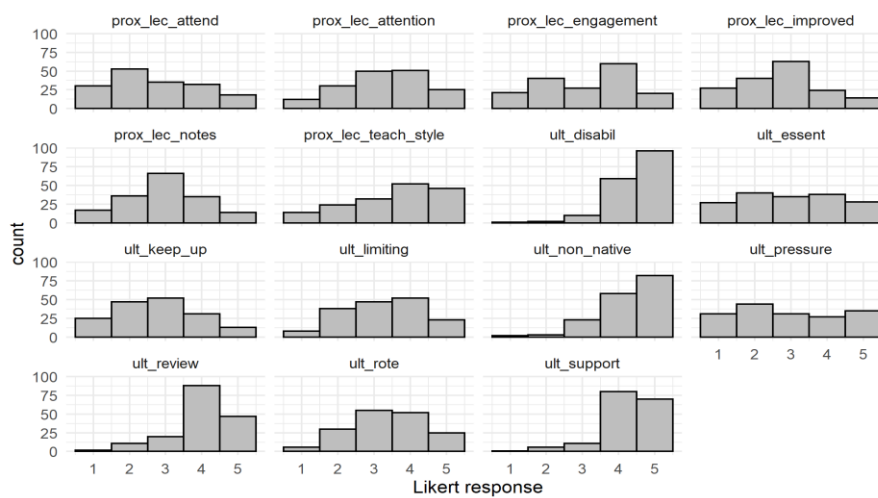 prox_lec_attend prox_lec_attention prox_lec_engagement prox_lec_improved
100
75
50
25
0
prox_lec_notes prox_lec_teach_style ult_disabil ult_essent
100
75
50
25
0
count
ult_keep_up ult_limiting ult_non_native ult_pressure
100
75
50
25
0
1 2 3 4 5
ult_review ult_rote ult_support
100
75
50
25
0
1 2 3 4 5 1 2 3 4 5 1 2 3 4 5
Likert response